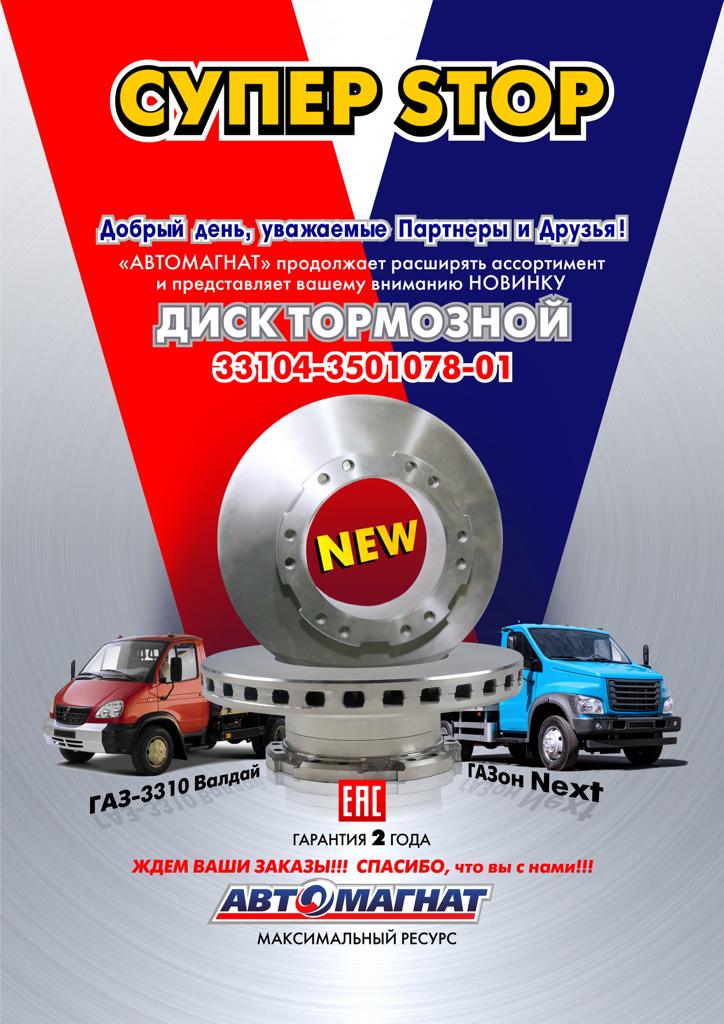 СУПЕР STOP
Добрый день, уважаемые Партнеры и Друзья!
«АВТОМАГНАТ» продолжает расширять ассортимент
и представляет вашему вниманию НОВИНКУ
ДИСК ТОРМОЗНОЙ
33104-3501078-01
NEW
ГАЗ-3310 Валдай
ГАЗон Next
EAC
ГАРАНТИЯ 2 ГОДА
ЖДЕМ ВАШИ ЗАКАЗЫ!!! СПАСИБО, что вы с нами!!!
АВТОМАГНАТ
МАКСИМАЛЬНЫЙ РЕСУРС